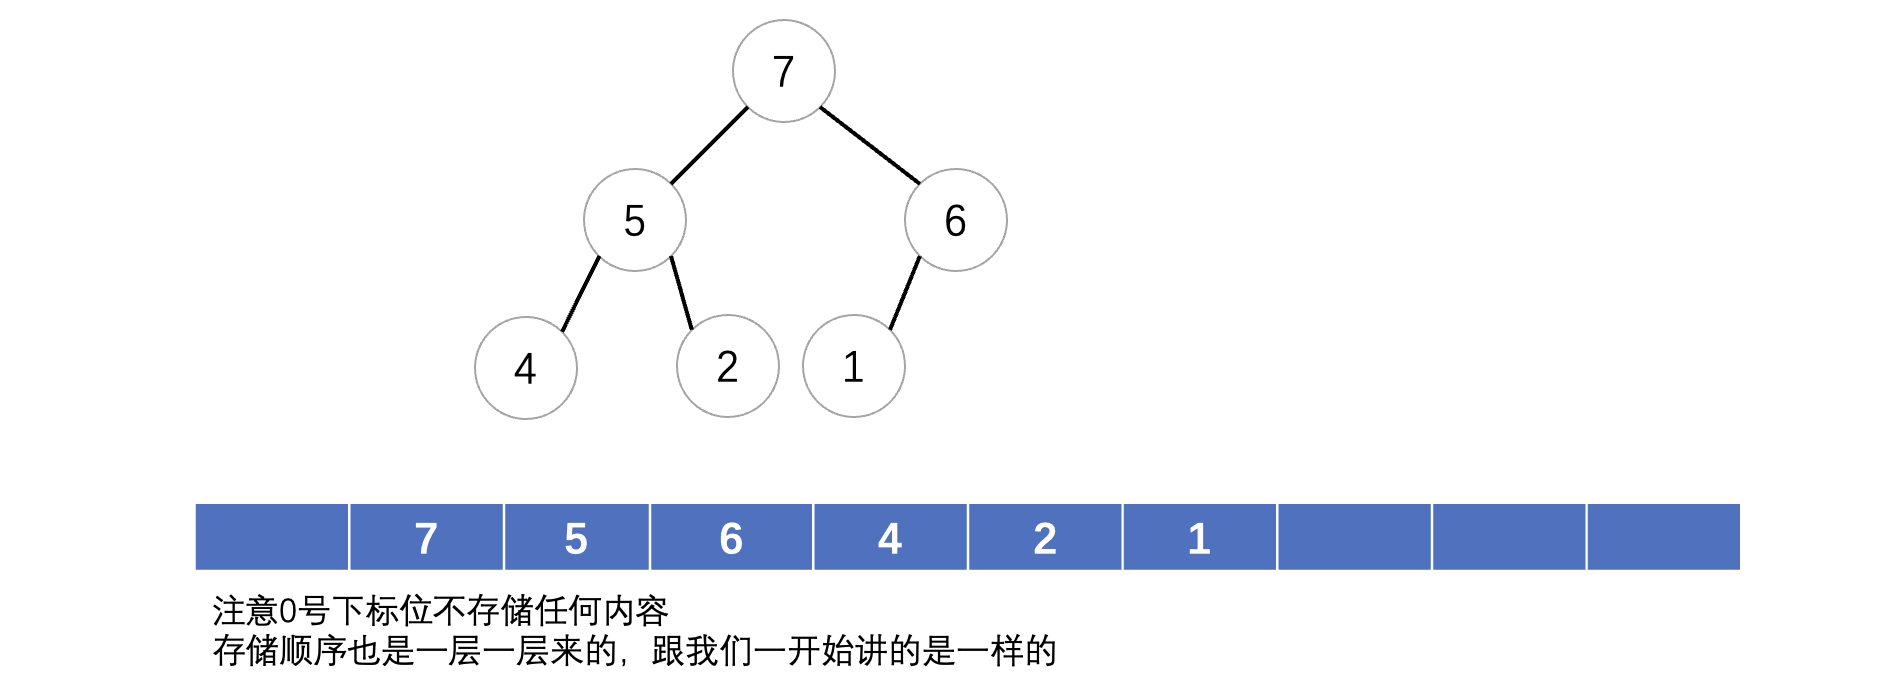 7
5 6
4 2 1
7 5 6 4 2 1
注意0号下标位不存储任何内容
存储顺序也是一层一层来的，跟我们一开始讲的是一样的